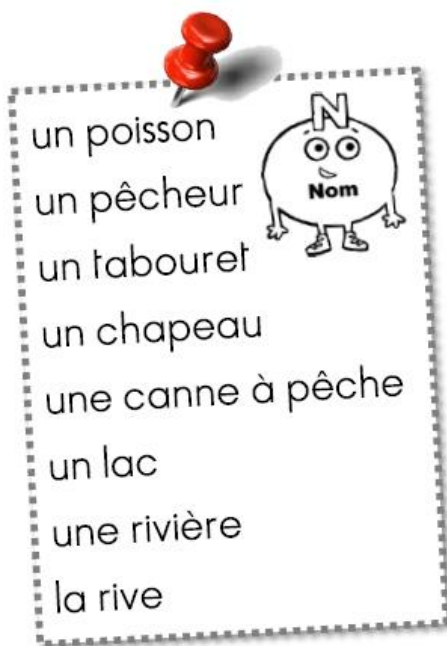 un poisson
N
Nom
un pêcheur
un tabouret
un chapeau
une canne à pêche
un lac
une rivière
la rive